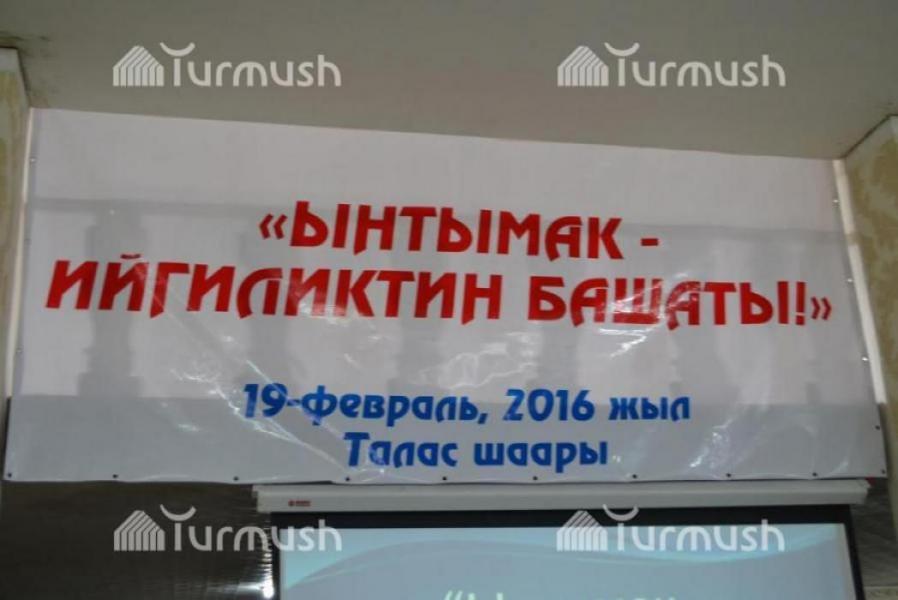 Turmush Turmush
«ЫНТЫМАК -
ИЙГИЛИКТИН БАШАТЫ!»
19-февраль, 2016 жыл
Талас шаары
Turmush Turmush